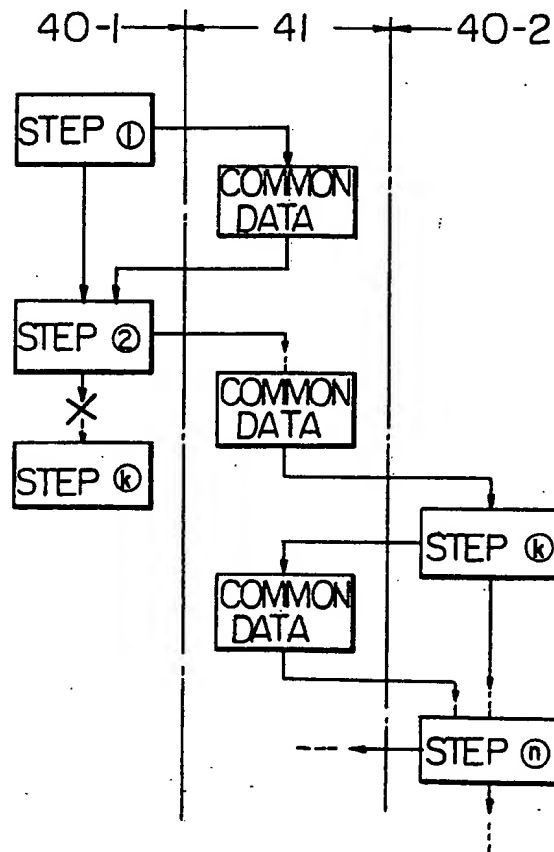 40-1 41 40-2
STEP ①
COMMON
DATA
STEP ②
COMMON
DATA
STEP ⓚ
STEP ⓚ
COMMON
DATA
STEP ⓝ